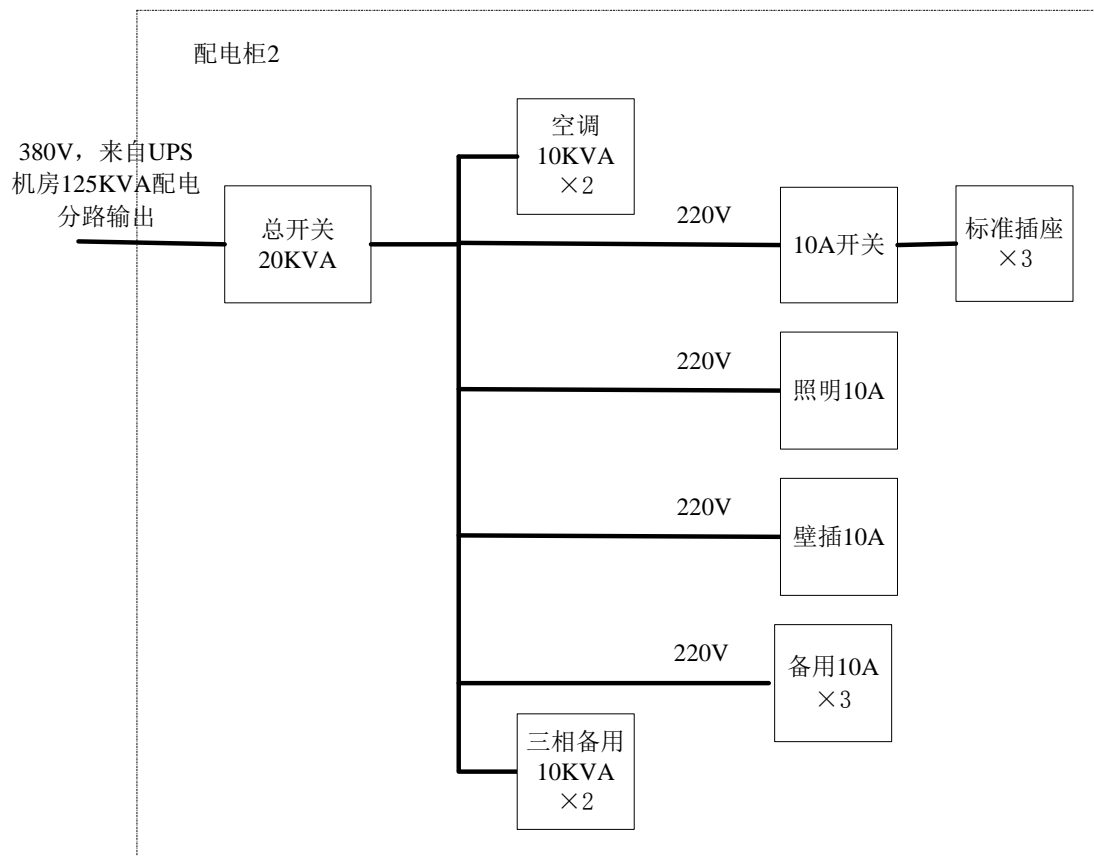 配电柜2
380V，来自UPS
机房125KVA配电
分路输出
总开关
20KVA
空调
10KVA
×2
220V
10A开关
标准插座
×3
220V
照明10A
220V
壁插10A
220V
备用10A
×3
三相备用
10KVA
×2